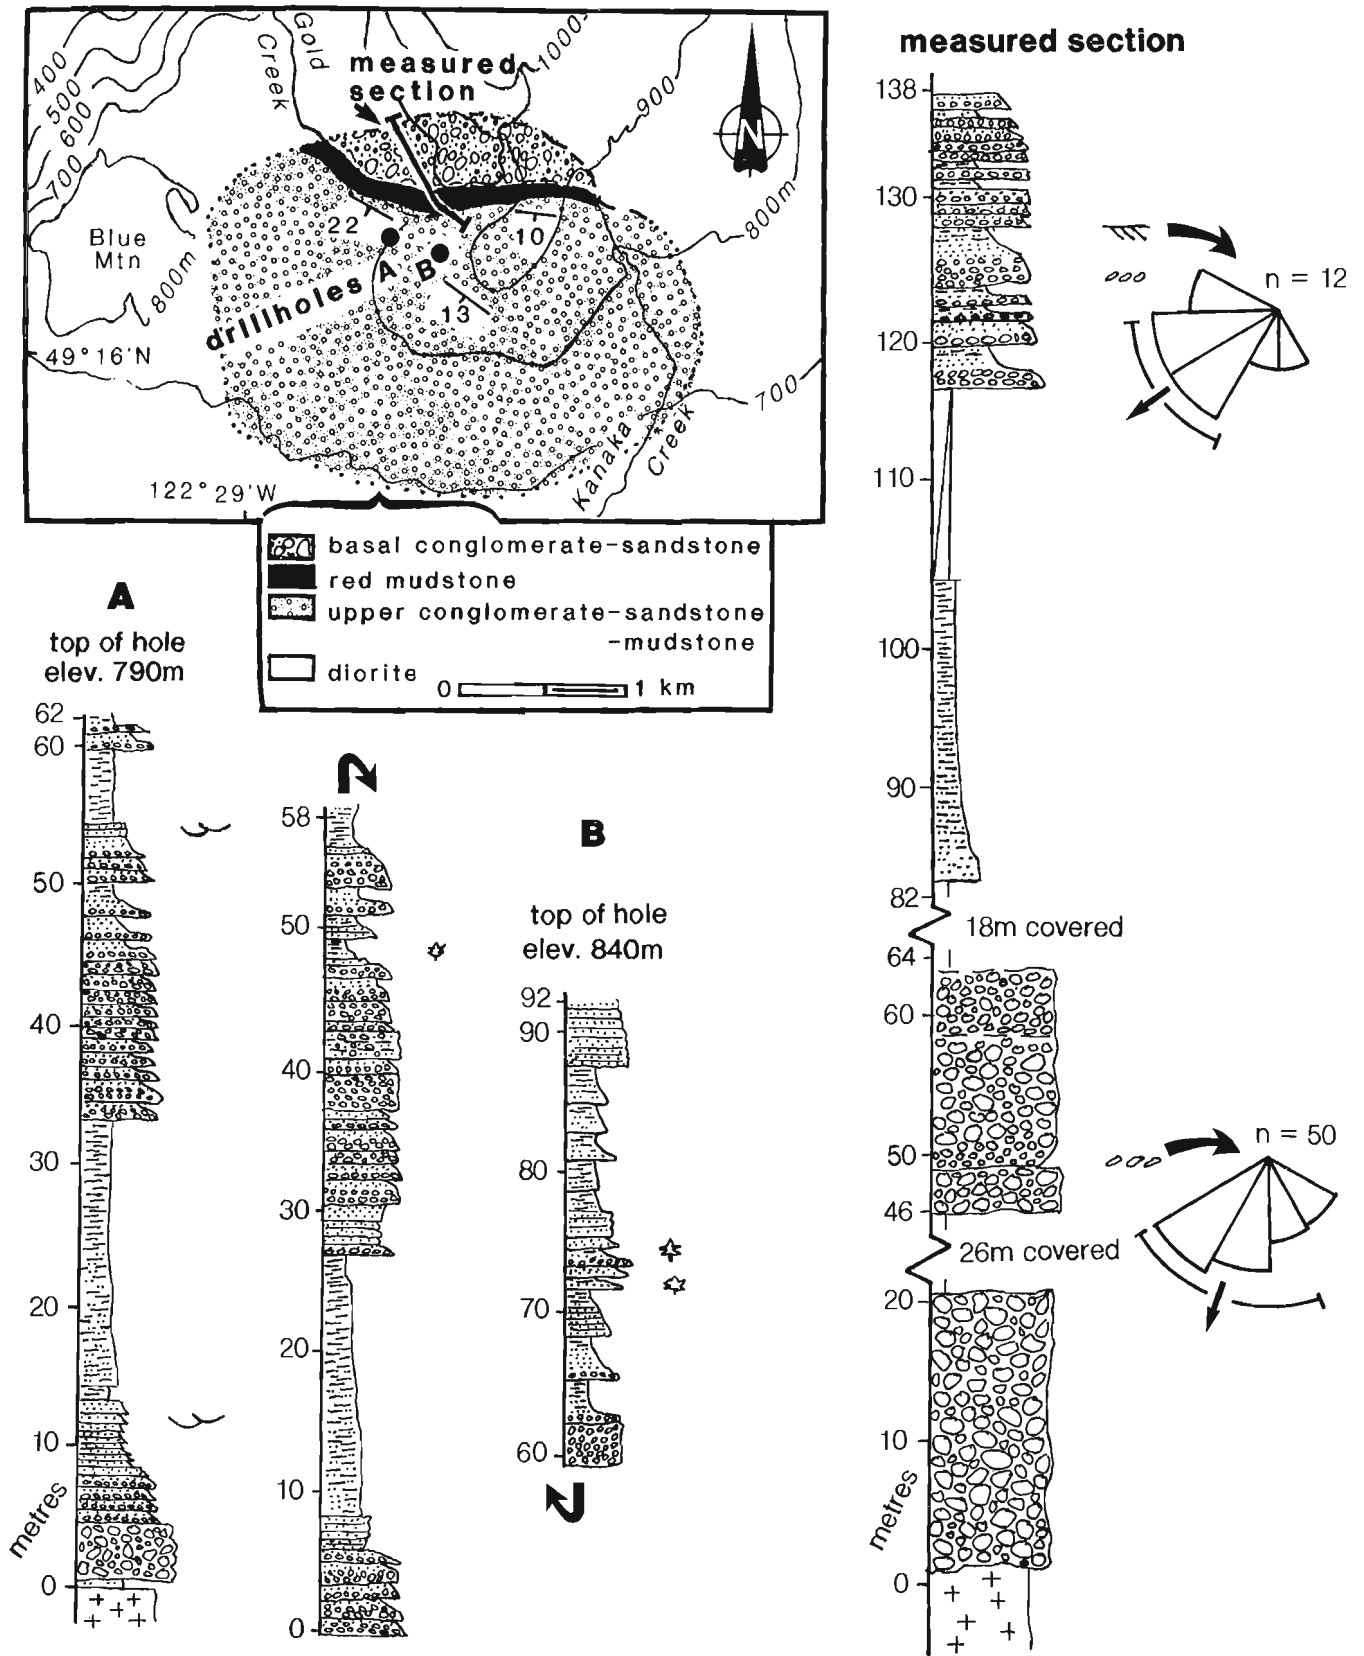 400
500
600
700
Gold
Creek
measured
section
1000
900
800m
N
Blue
Mtn
800m
22
10
A
B
drillholes
13
49°16'N
700
122°29'W
Kanaka
Creek
basal conglomerate-sandstone
red mudstone
upper conglomerate-sandstone
-mudstone
diorite
0
1 km
A
top of hole
elev. 790m
62
60
50
40
30
20
10
0
metres
58
50
40
30
20
10
0
B
top of hole
elev. 840m
92
90
80
70
60
measured section
138
130
120
110
100
90
82
18m covered
64
60
50
46
26m covered
20
10
0
metres
n = 12
n = 50